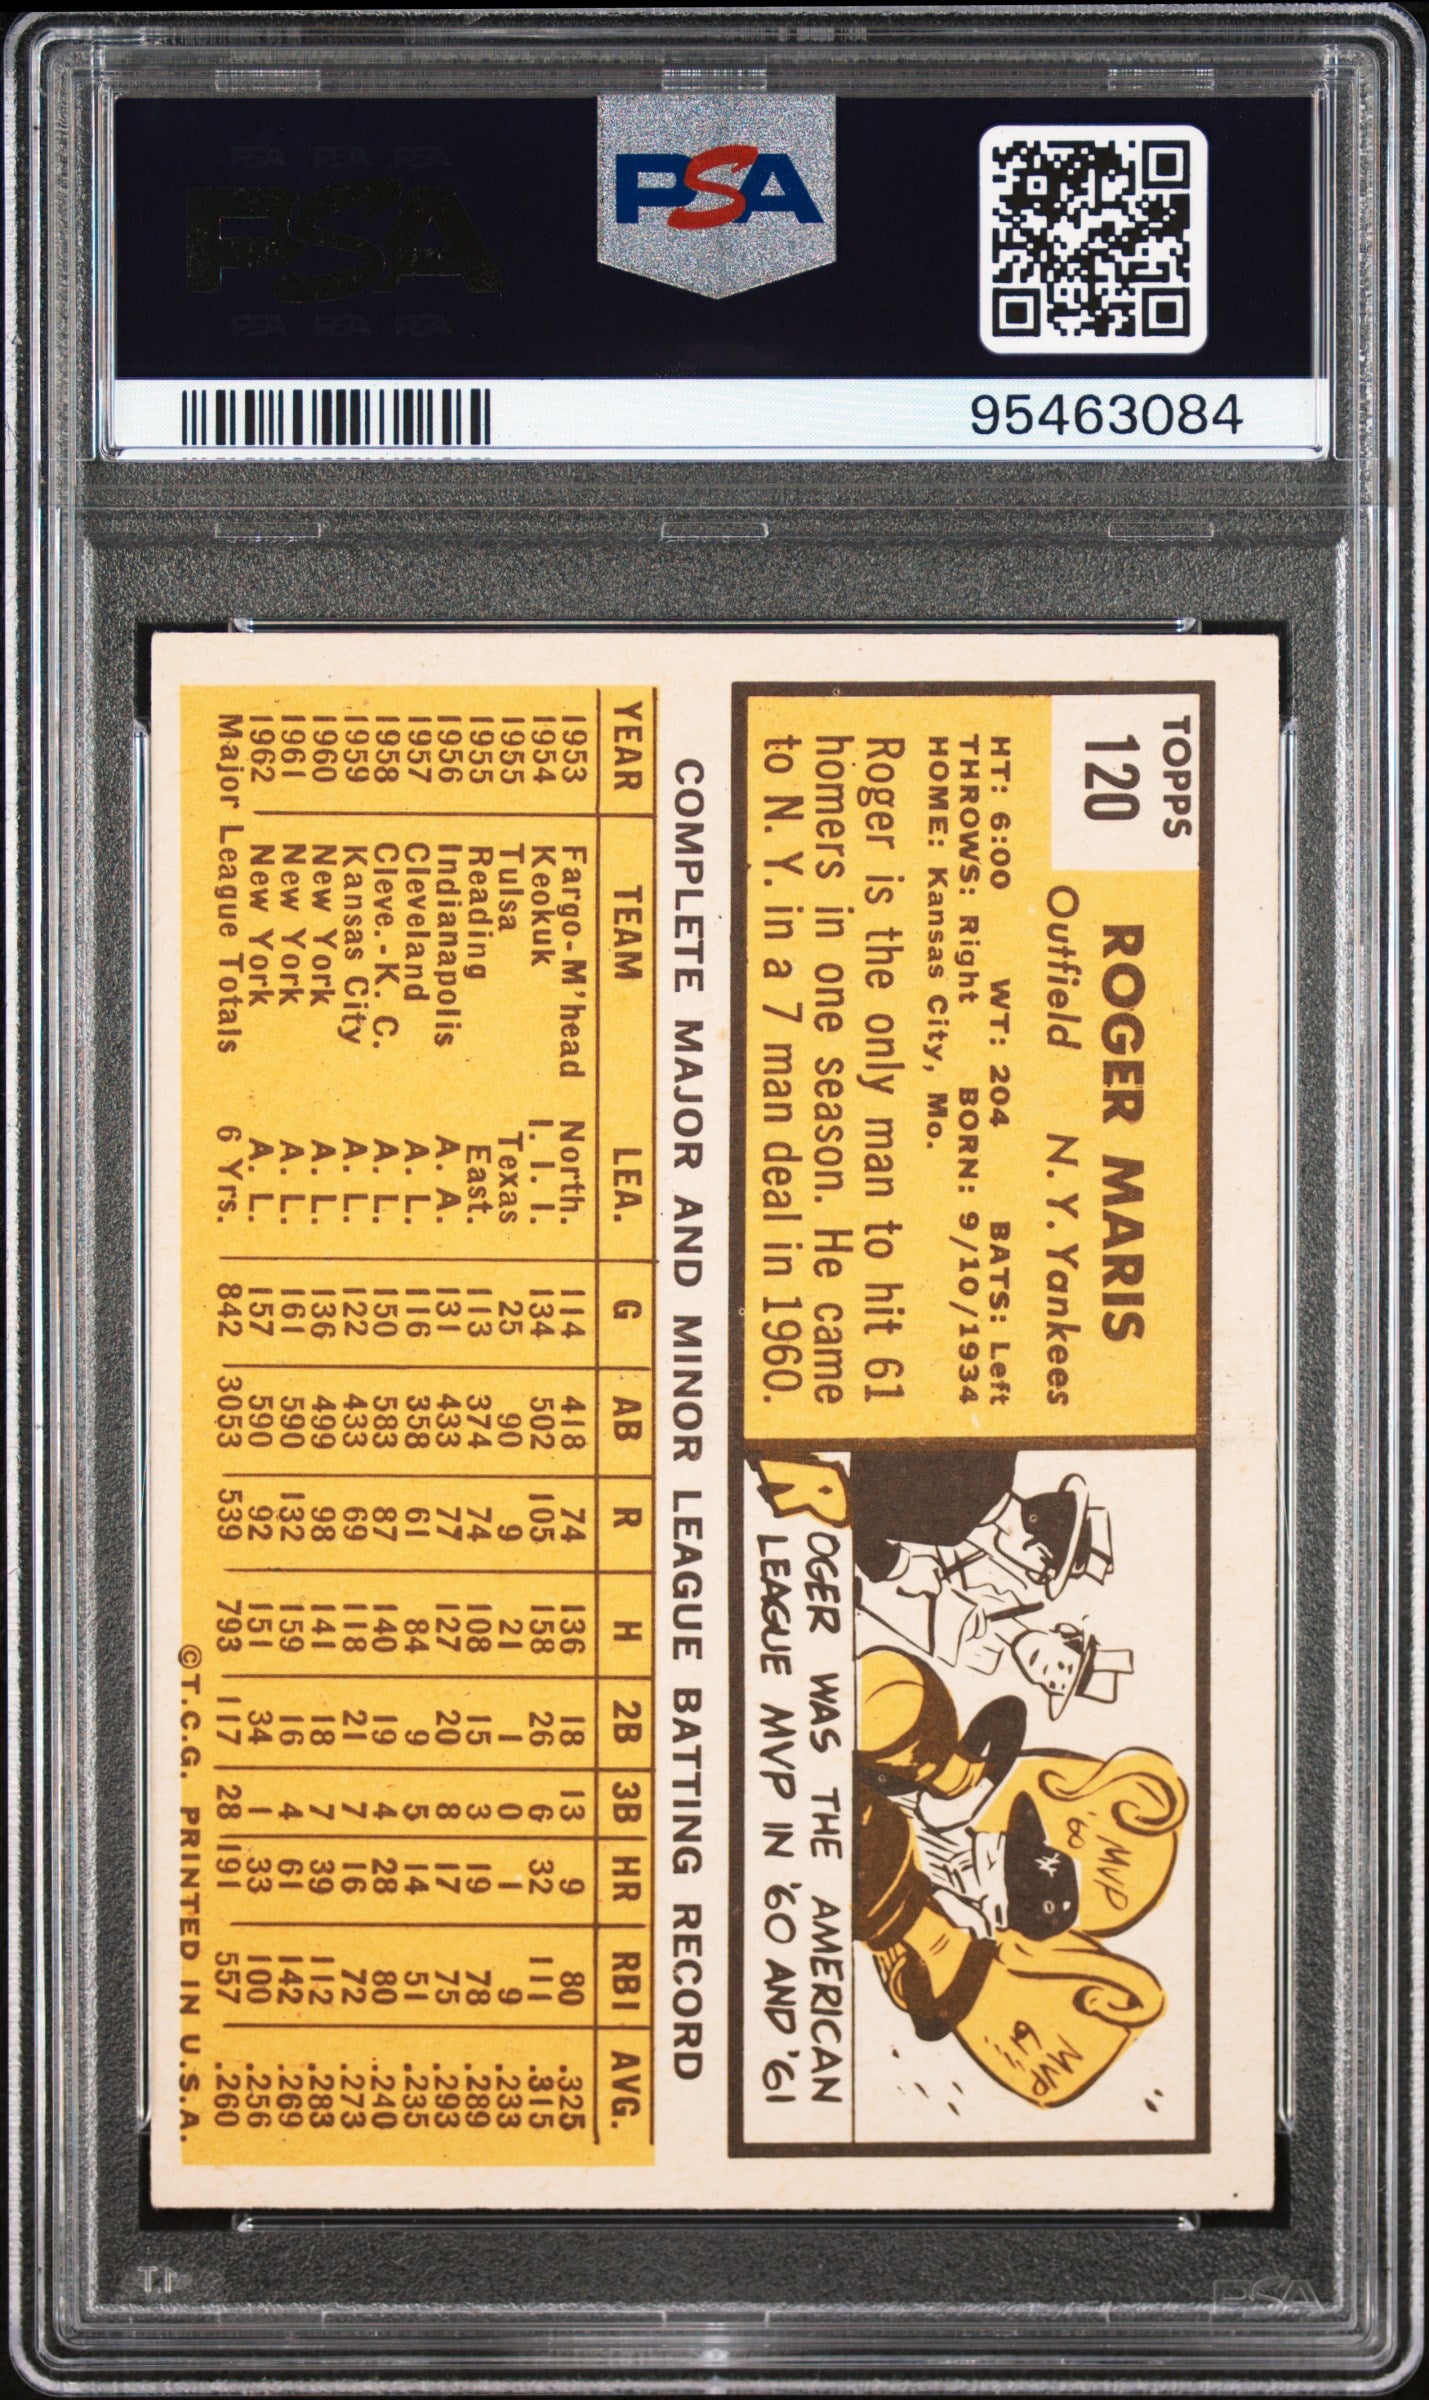 PSA
PSA PSA PSA
PSA
PSA PSA PSA
95463084
TOPPS
120
ROGER MARIS
Outfield N. Y. Yankees
HT: 6:00 WT: 204 BATS: Left
THROWS: Right BORN: 9/10/1934
HOME: Kansas City, Mo.
Roger is the only man to hit 61
homers in one season. He came
to N. Y. in a 7 man deal in 1960.
MVP
'60
MVP
ROGER WAS THE AMERICAN
LEAGUE MVP IN '60 AND '61
COMPLETE MAJOR AND MINOR LEAGUE BATTING RECORD
YEAR TEAM LEA. G AB R H 2B 3B HR RBI AVG.
1953 Fargo-M'head North. 114 418 74 136 18 13 9 80 .325
1954 Keokuk I. I. I. 134 502 105 158 26 6 32 111 .315
1955 Tulsa Texas 25 90 9 21 1 0 1 9 .233
1955 Reading East. 113 374 74 108 15 3 19 78 .289
1956 Indianapolis A. A. 131 433 77 127 20 8 17 75 .293
1957 Cleveland A. L. 116 358 61 84 9 5 14 51 .235
1958 Cleve.-K. C. A. L. 150 583 87 140 19 4 28 80 .240
1959 Kansas City A. L. 122 433 69 118 21 7 16 72 .273
1960 New York A. L. 136 499 98 141 18 7 39 112 .283
1961 New York A. L. 161 590 132 159 16 4 61 142 .269
1962 New York A. L. 157 590 92 151 34 1 33 100 .256
Major League Totals 6 Yrs. 842 3053 539 793 117 28 191 557 .260
©T.C.G. PRINTED IN U.S.A.
PSA